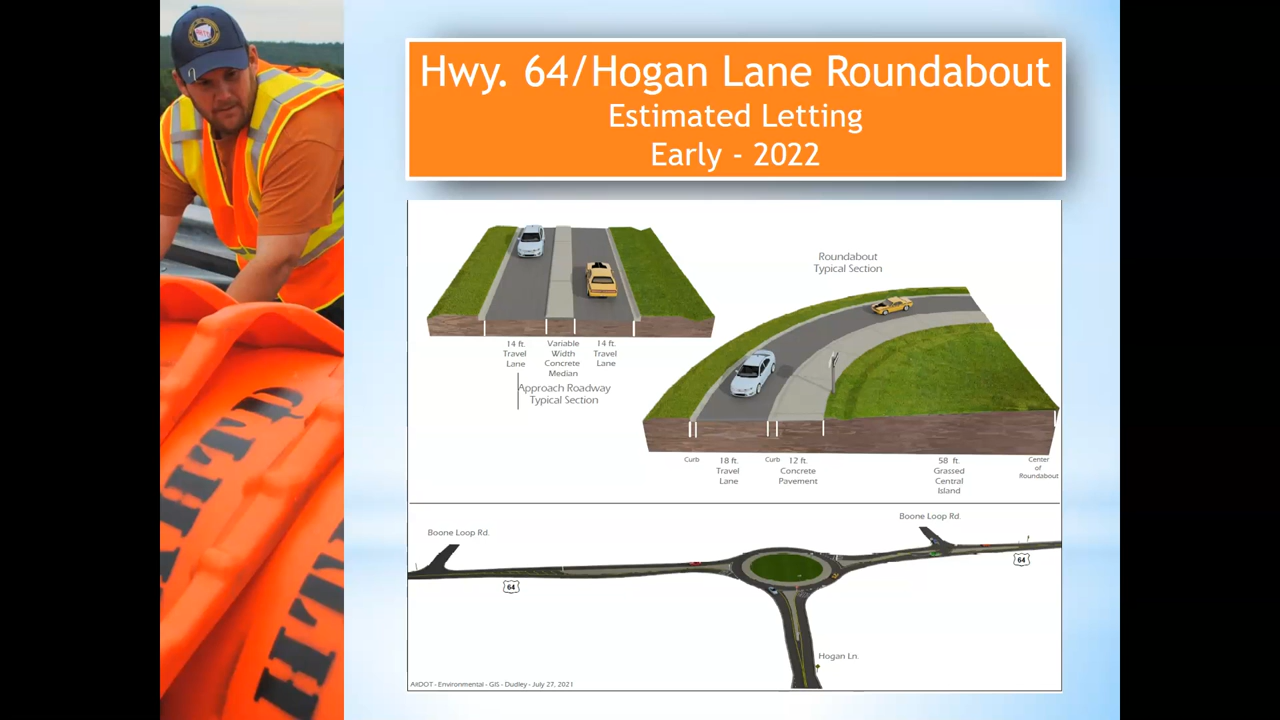 Hwy. 64/Hogan Lane Roundabout
Estimated Letting
Early - 2022
Roundabout
Typical Section
14 ft.
Travel
Lane
Variable
Width
Concrete
Median
14 ft.
Travel
Lane
Approach Roadway
Typical Section
Curb
18 ft.
Travel
Lane
Curb
12 ft.
Concrete
Pavement
58 ft.
Grassed
Central
Island
Center
of
Roundabout
Boone Loop Rd.
Boone Loop Rd.
64
64
Hogan Ln.
ArDOT - Environmental - GIS - Dudley - July 27, 2021